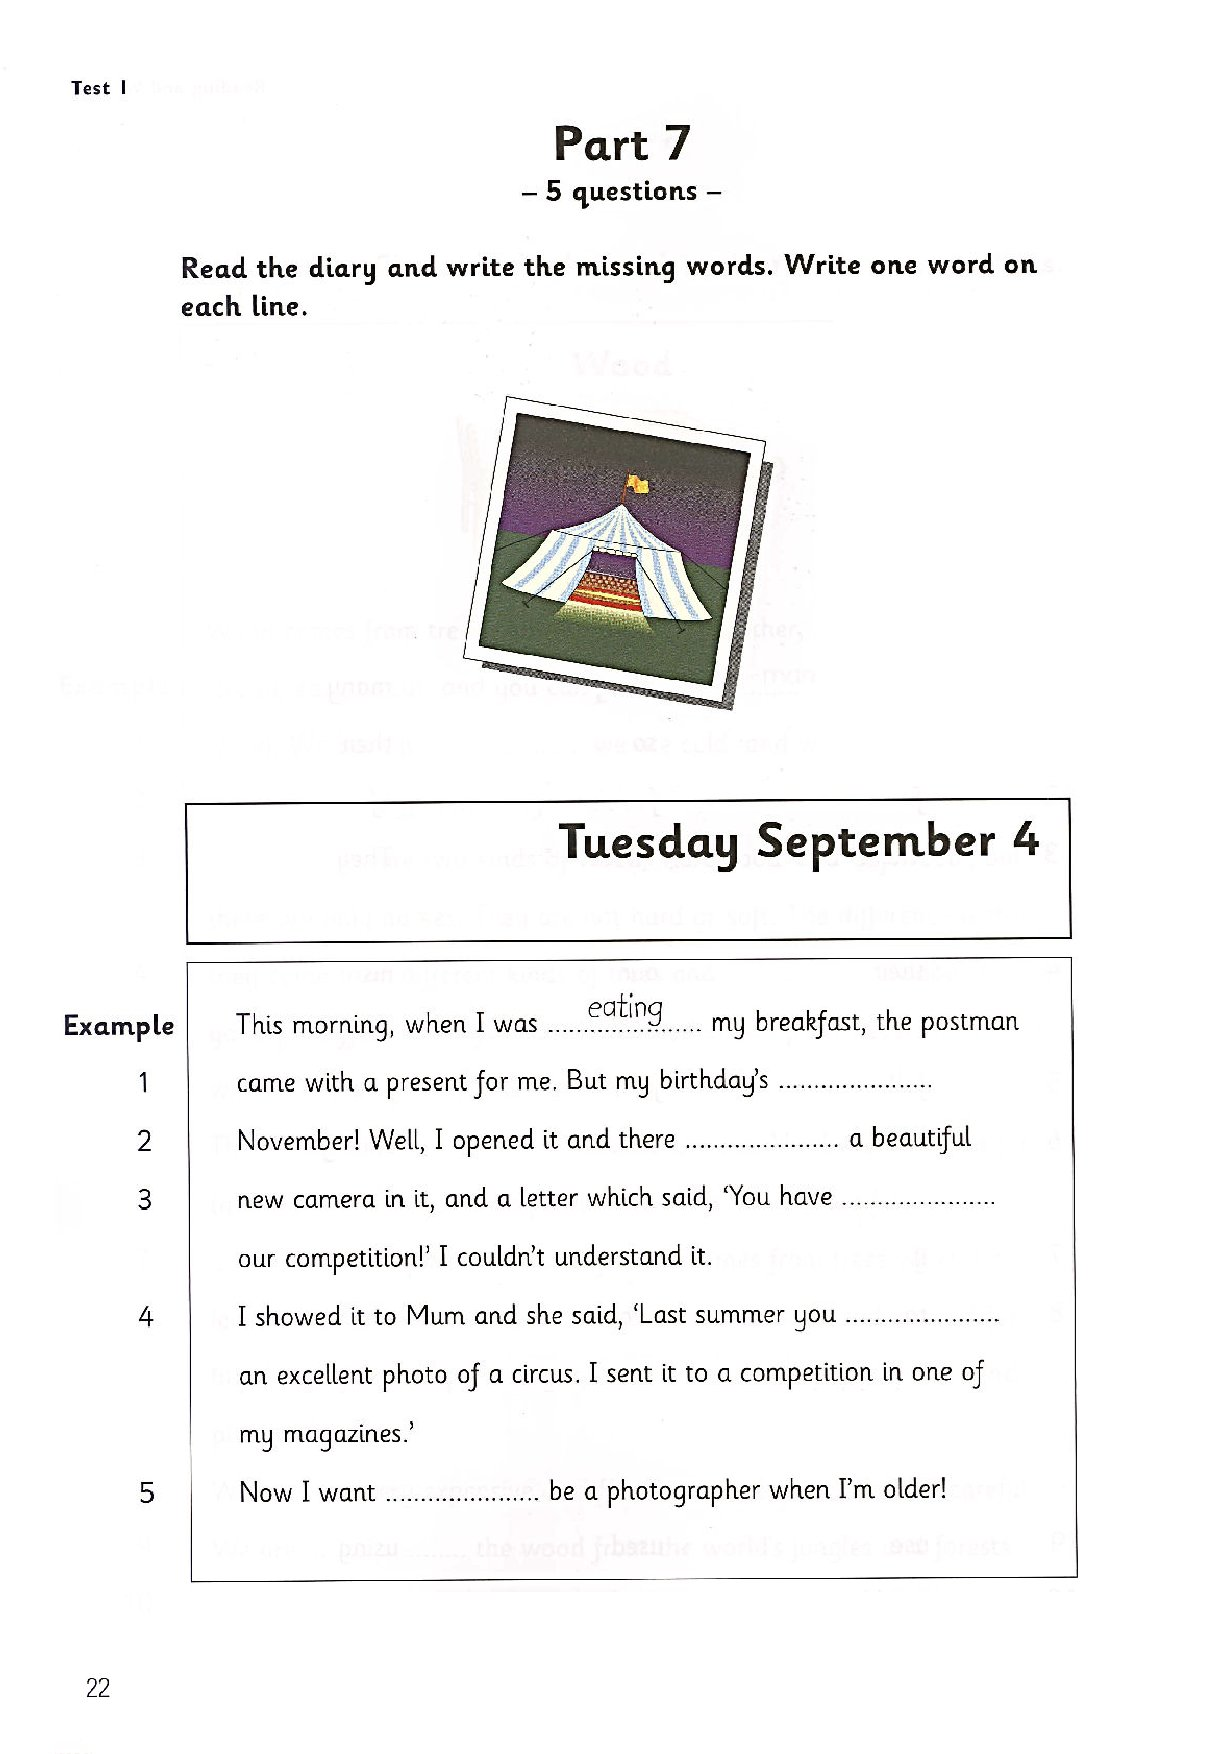 Test 1
Part 7
– 5 questions –
Read the diary and write the missing words. Write one word on
each line.
Tuesday September 4
Example This morning, when I was ......eating...... my breakfast, the postman
1 came with a present for me. But my birthday's ......................
2 November! Well, I opened it and there ...................... a beautiful
3 new camera in it, and a letter which said, 'You have ......................
our competition!' I couldn't understand it.
4 I showed it to Mum and she said, 'Last summer you ......................
an excellent photo of a circus. I sent it to a competition in one of
my magazines.'
5 Now I want ...................... be a photographer when I'm older!
22